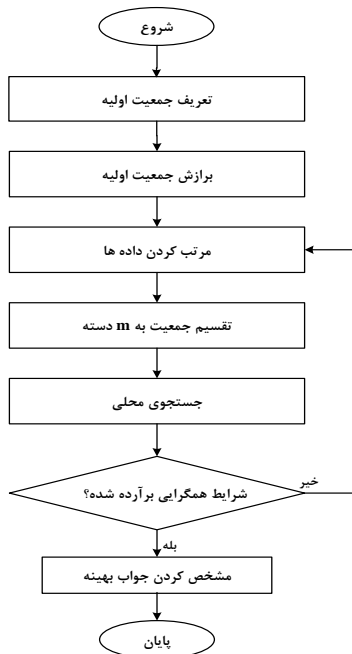 شروع
تعریف جمعیت اولیه
برازش جمعیت اولیه
مرتب کردن داده ها
تقسیم جمعیت به m دسته
جستجوی محلی
شرایط همگرایی برآرده شده؟
خیر
بله
مشخص کردن جواب بهینه
پایان